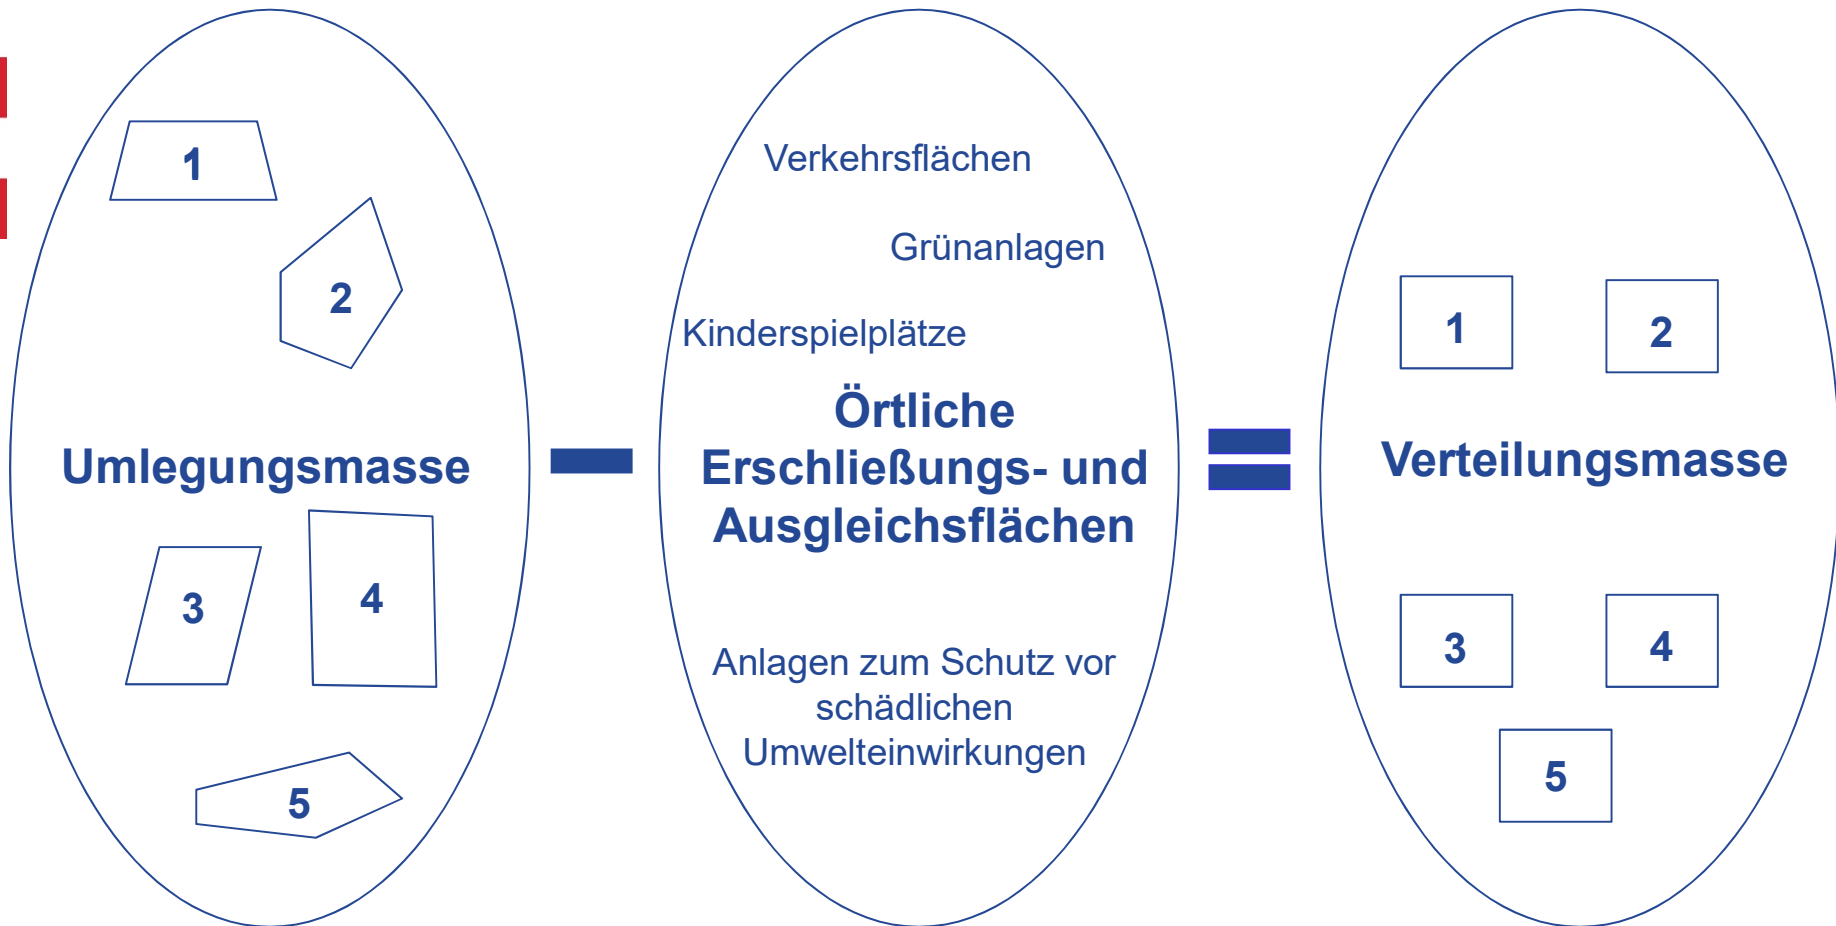 1
2
Umlegungsmasse
3
4
5
Verkehrsflächen
Grünanlagen
Kinderspielplätze
Örtliche
Erschließungs- und
Ausgleichsflächen
Anlagen zum Schutz vor
schädlichen
Umwelteinwirkungen
1
2
Verteilungsmasse
3
4
5